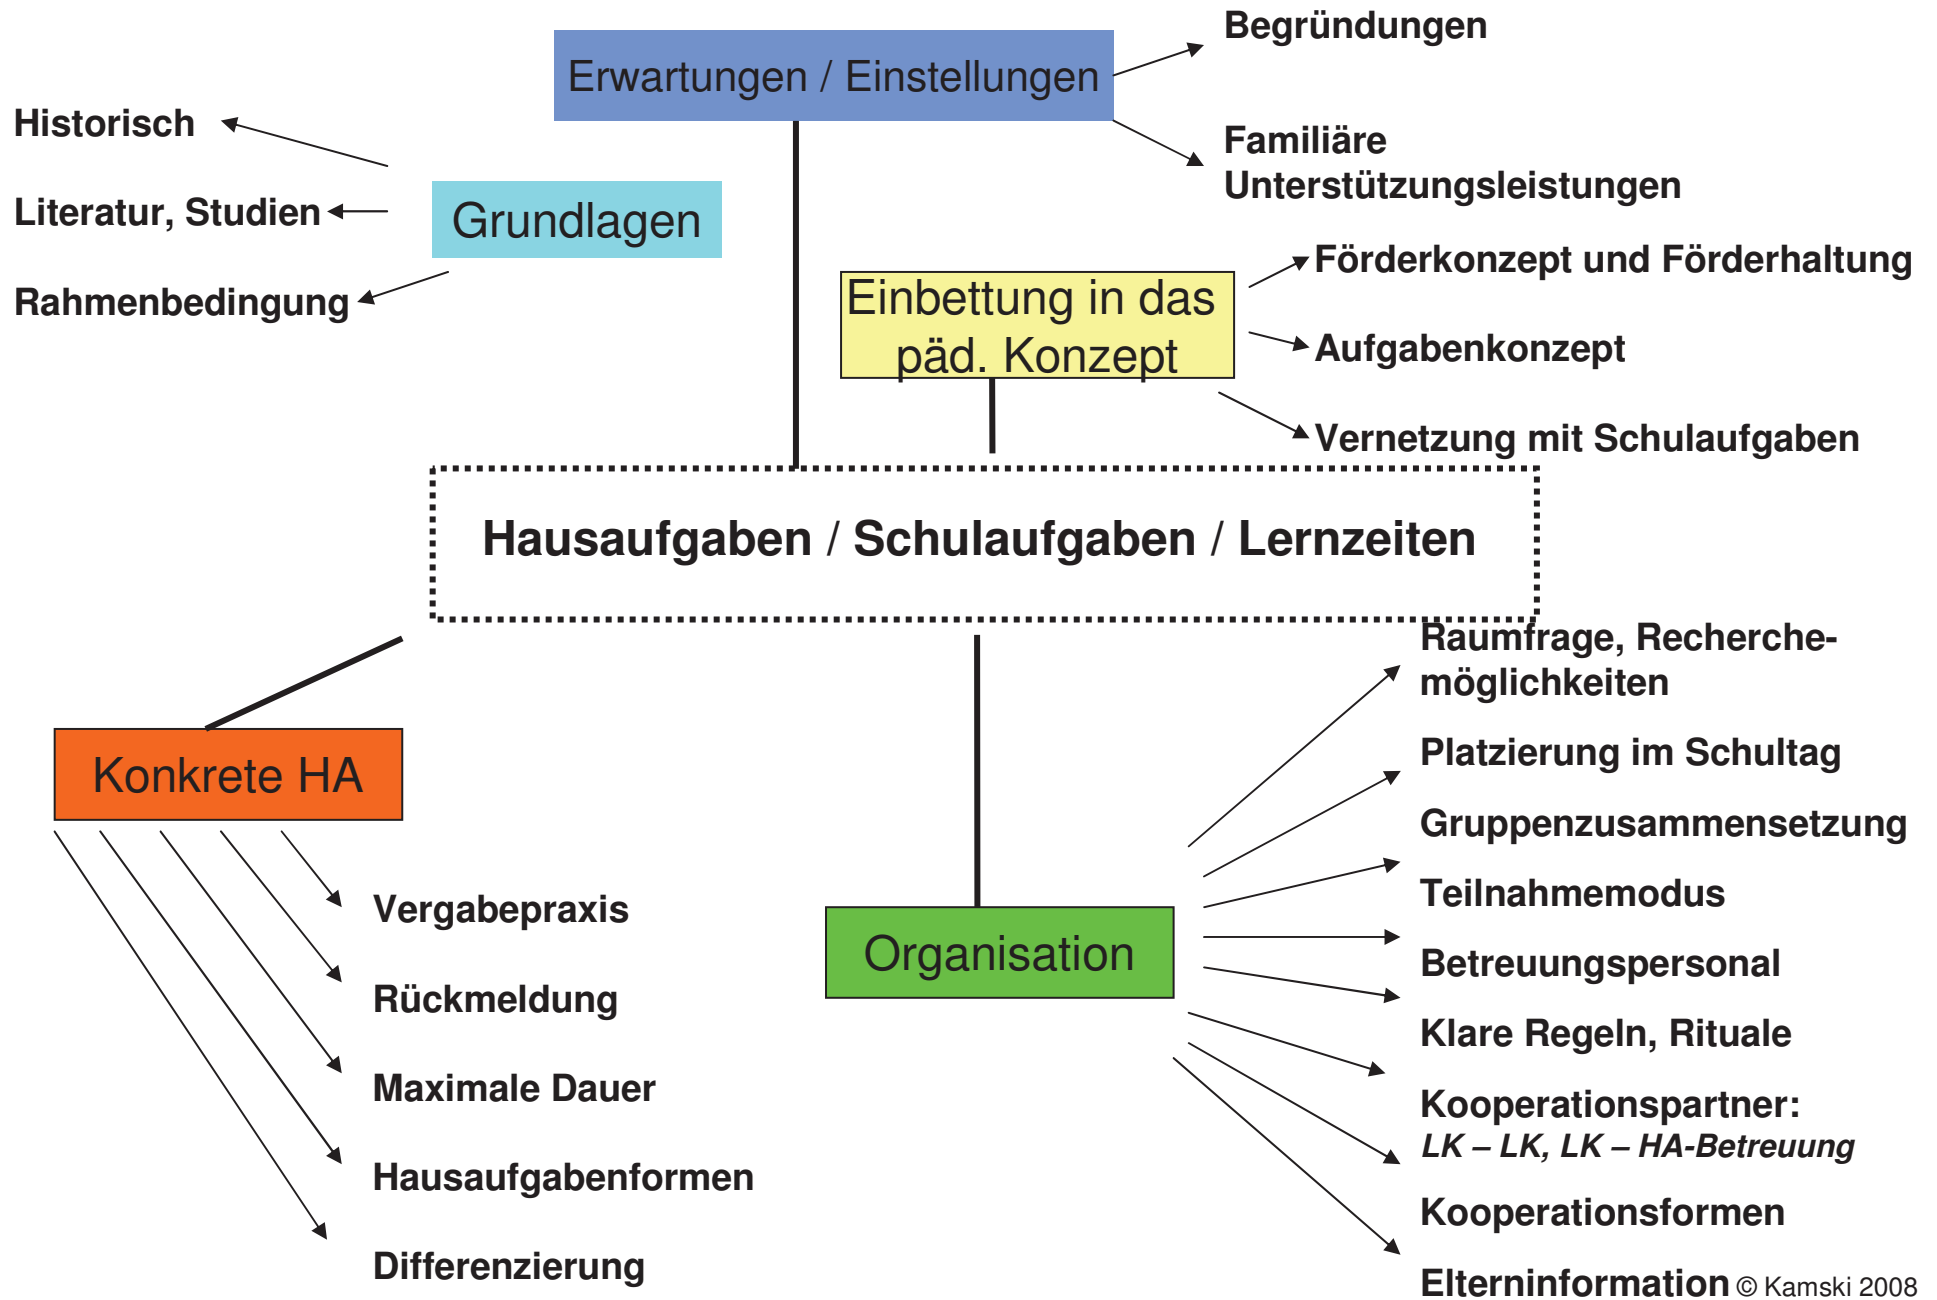 Erwartungen / Einstellungen
Begründungen
Familiäre
Unterstützungsleistungen
Historisch
Literatur, Studien
Rahmenbedingung
Grundlagen
Einbettung in das
päd. Konzept
Förderkonzept und Förderhaltung
Aufgabenkonzept
Vernetzung mit Schulaufgaben
Hausaufgaben / Schulaufgaben / Lernzeiten
Konkrete HA
Vergabepraxis
Rückmeldung
Maximale Dauer
Hausaufgabenformen
Differenzierung
Organisation
Raumfrage, Recherche-
möglichkeiten
Platzierung im Schultag
Gruppenzusammensetzung
Teilnahmemodus
Betreuungspersonal
Klare Regeln, Rituale
Kooperationspartner:
LK – LK, LK – HA-Betreuung
Kooperationsformen
Elterninformation © Kamski 2008